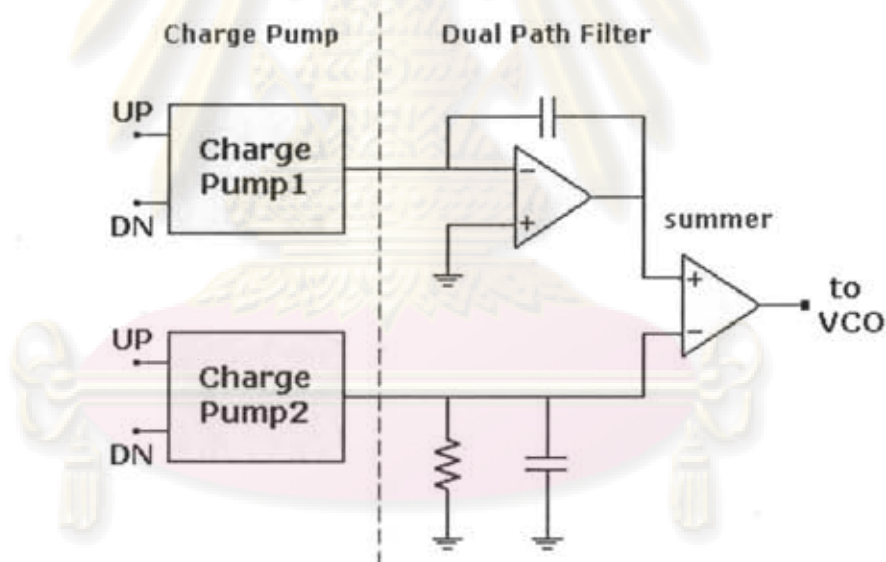 Charge Pump
Dual Path Filter
UP
Charge
Pump1
DN
−
+
summer
+
−
to
VCO
UP
Charge
Pump2
DN